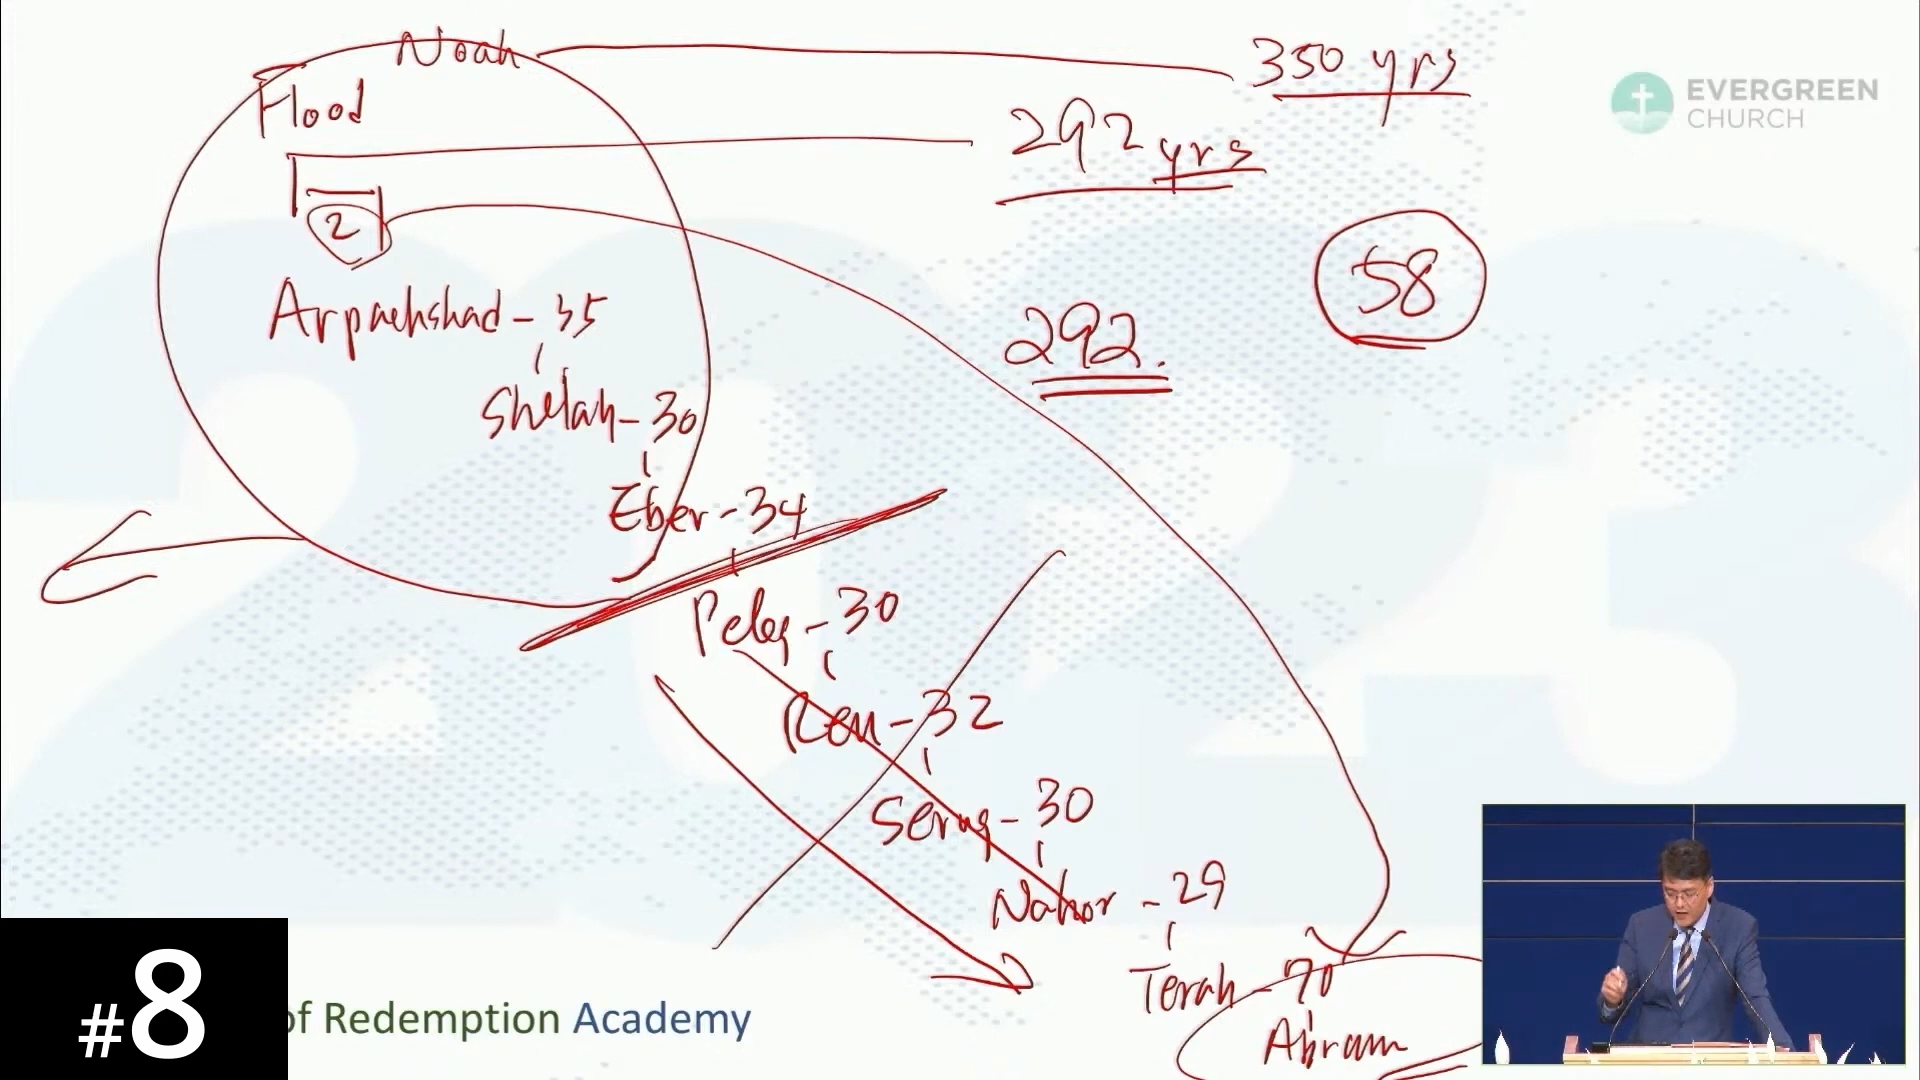 Noah
350 yrs
EVERGREEN
CHURCH
Flood
292 yrs
2
58
Arpachshad - 35
292.
Shelah - 30
Eber - 34
Peleg - 30
Reu - 32
Serug - 30
Nahor - 29
Terah - 70
Abram
#8
of Redemption Academy
2023